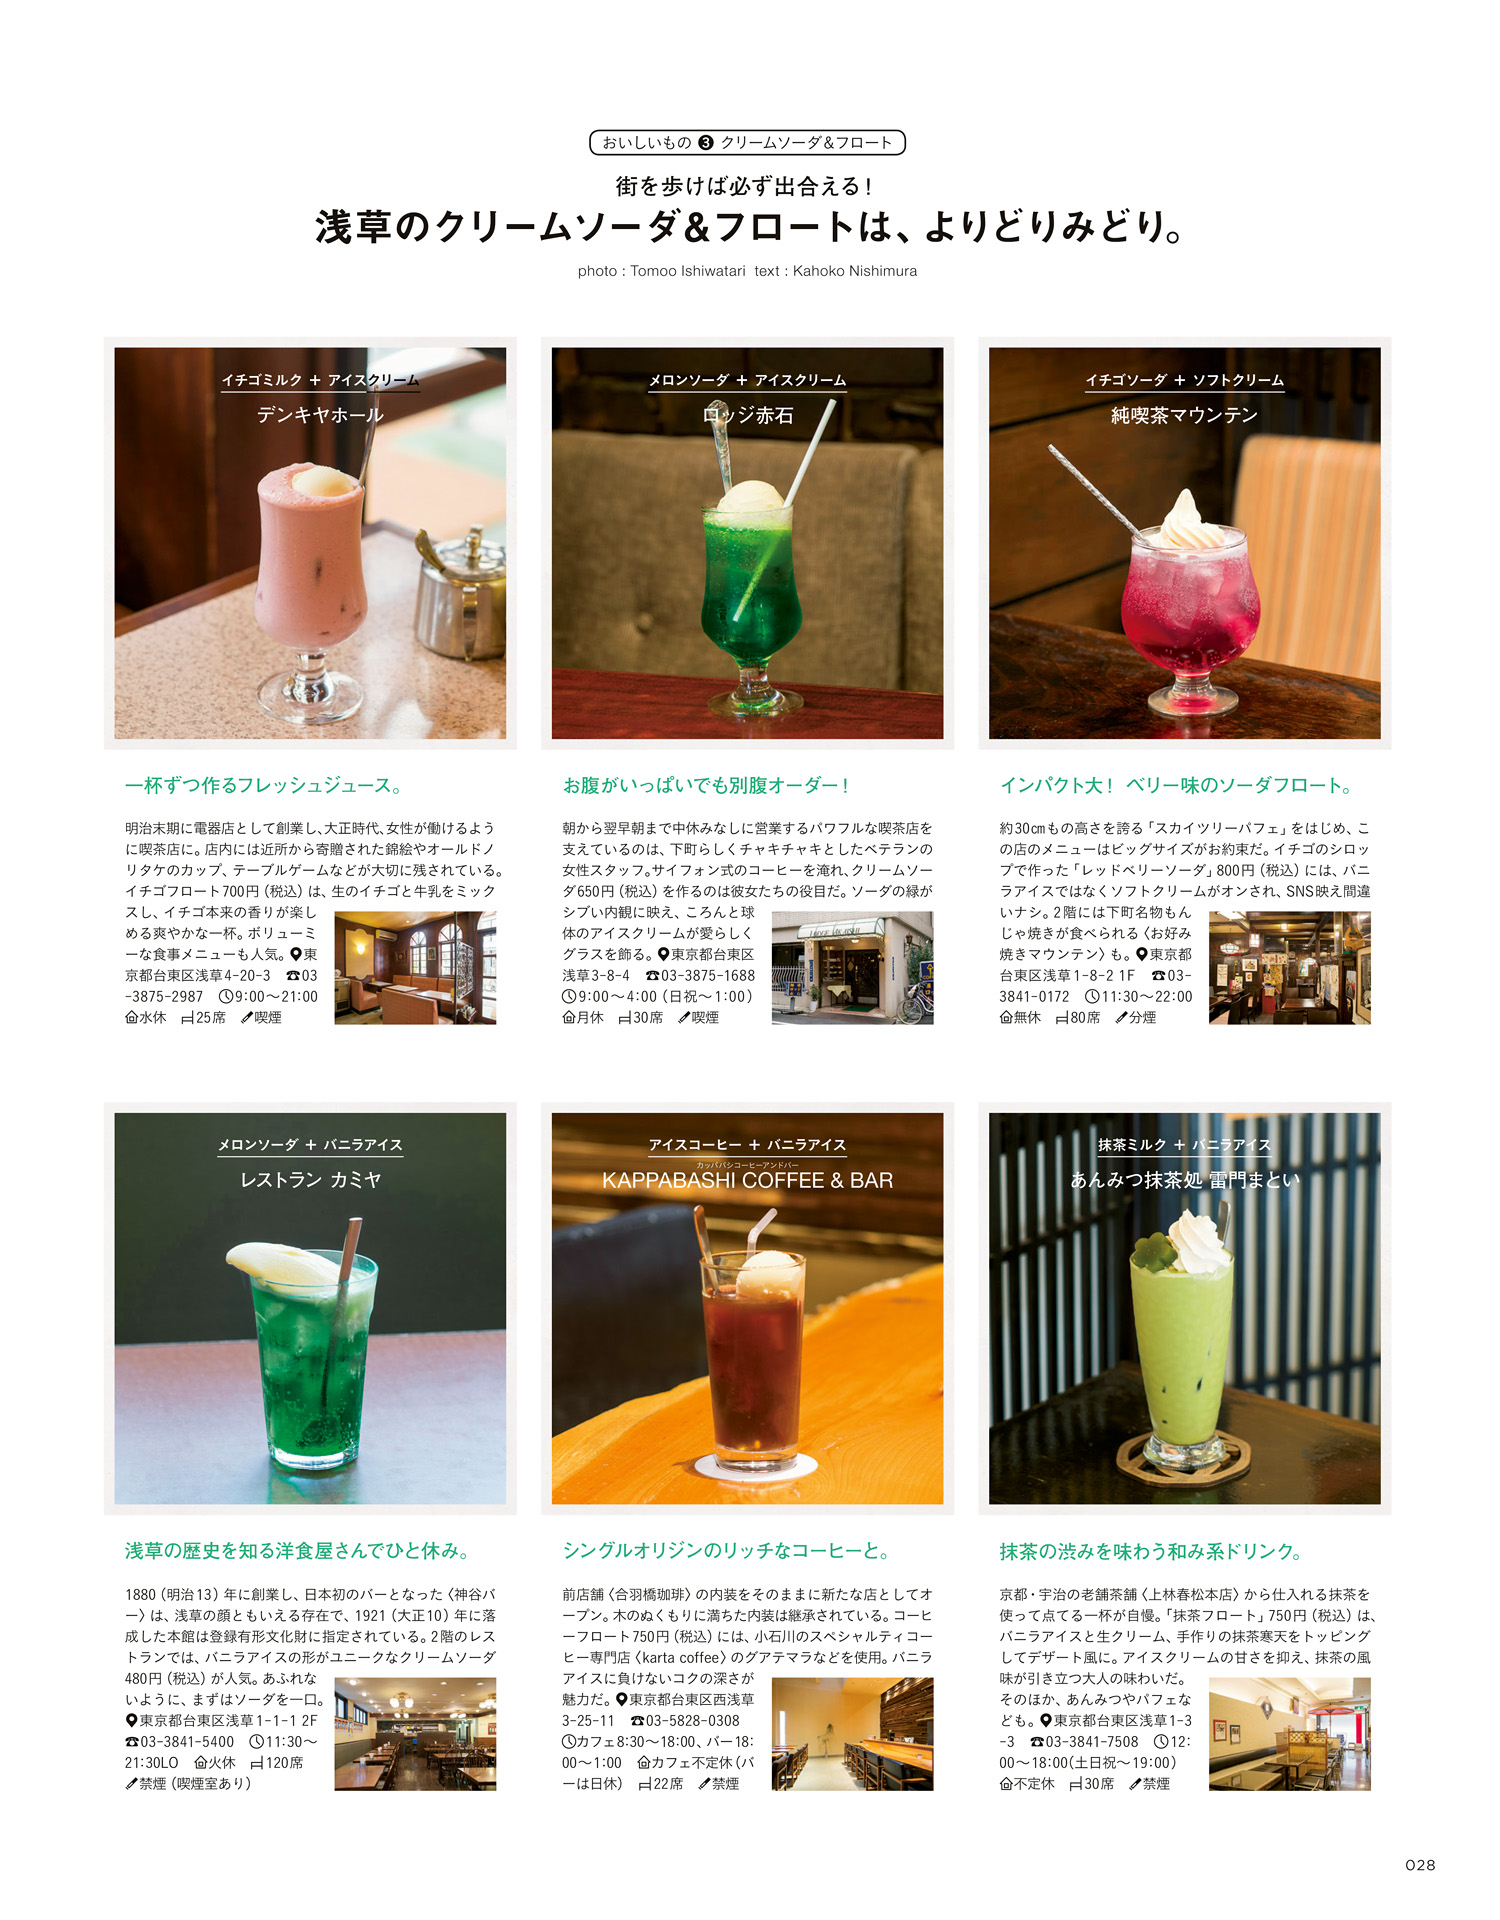 おいしいもの ❸ クリームソーダ&フロート
街を歩けば必ず出合える！
浅草のクリームソーダ&フロートは、よりどりみどり。
photo : Tomoo Ishiwatari text : Kahoko Nishimura
イチゴミルク ＋ アイスクリーム
デンキヤホール
一杯ずつ作るフレッシュジュース。
明治末期に電器店として創業し、大正時代、女性が働けるよう
に喫茶店に。店内には近所から寄贈された錦絵やオールドノ
リタケのカップ、テーブルゲームなどが大切に残されている。
イチゴフロート700円（税込）は、生のイチゴと牛乳をミック
スし、イチゴ本来の香りが楽し
める爽やかな一杯。ボリューミ
ーな食事メニューも人気。東
京都台東区浅草4-20-3 ☎03
-3875-2987 9:00〜21:00
水休 25席 喫煙
メロンソーダ ＋ アイスクリーム
ロッジ赤石
お腹がいっぱいでも別腹オーダー！
朝から翌早朝まで中休みなしに営業するパワフルな喫茶店を
支えているのは、下町らしくチャキチャキとしたベテランの
女性スタッフ。サイフォン式のコーヒーを淹れ、クリームソー
ダ650円（税込）を作るのは彼女たちの役目だ。ソーダの緑が
シブい内観に映え、ころんと球
体のアイスクリームが愛らしく
グラスを飾る。東京都台東区
浅草3-8-4 ☎03-3875-1688
9:00〜4:00（日祝〜1:00）
月休 30席 喫煙
イチゴソーダ ＋ ソフトクリーム
純喫茶マウンテン
インパクト大！ ベリー味のソーダフロート。
約30㎝もの高さを誇る「スカイツリーパフェ」をはじめ、こ
の店のメニューはビッグサイズがお約束だ。イチゴのシロッ
プで作った「レッドベリーソーダ」800円（税込）には、バニ
ラアイスではなくソフトクリームがオンされ、SNS映え間違
いナシ。2階には下町名物もん
じゃ焼きが食べられる〈お好み
焼きマウンテン〉も。東京都
台東区浅草1-8-2 1F ☎03-
3841-0172 11:30〜22:00
無休 80席 分煙
メロンソーダ ＋ バニラアイス
レストラン カミヤ
浅草の歴史を知る洋食屋さんでひと休み。
1880（明治13）年に創業し、日本初のバーとなった〈神谷バ
ー〉は、浅草の顔ともいえる存在で、1921（大正10）年に落
成した本館は登録有形文化財に指定されている。2階のレス
トランでは、バニラアイスの形がユニークなクリームソーダ
480円（税込）が人気。あふれな
いように、まずはソーダを一口。
東京都台東区浅草1-1-1 2F
☎03-3841-5400 11:30〜
21:30LO 火休 120席
禁煙（喫煙室あり）
アイスコーヒー ＋ バニラアイス
カッパバシコーヒーアンドバー
KAPPABASHI COFFEE & BAR
シングルオリジンのリッチなコーヒーと。
前店舗〈合羽橋珈琲〉の内装をそのままに新たな店としてオ
ープン。木のぬくもりに満ちた内装は継承されている。コーヒ
ーフロート750円（税込）には、小石川のスペシャルティコー
ヒー専門店〈karta coffee〉のグアテマラなどを使用。バニラ
アイスに負けないコクの深さが
魅力だ。東京都台東区西浅草
3-25-11 ☎03-5828-0308
カフェ8:30〜18:00、バー18:
00〜1:00 カフェ不定休（バ
ーは日休） 22席 禁煙
抹茶ミルク ＋ バニラアイス
あんみつ抹茶処 雷門まとい
抹茶の渋みを味わう和み系ドリンク。
京都・宇治の老舗茶舗〈上林春松本店〉から仕入れる抹茶を
使って点てる一杯が自慢。「抹茶フロート」750円（税込）は、
バニラアイスと生クリーム、手作りの抹茶寒天をトッピング
してデザート風に。アイスクリームの甘さを抑え、抹茶の風
味が引き立つ大人の味わいだ。
そのほか、あんみつやパフェな
ども。東京都台東区浅草1-3
-3 ☎03-3841-7508 12:
00〜18:00（土日祝〜19:00）
不定休 30席 禁煙
028